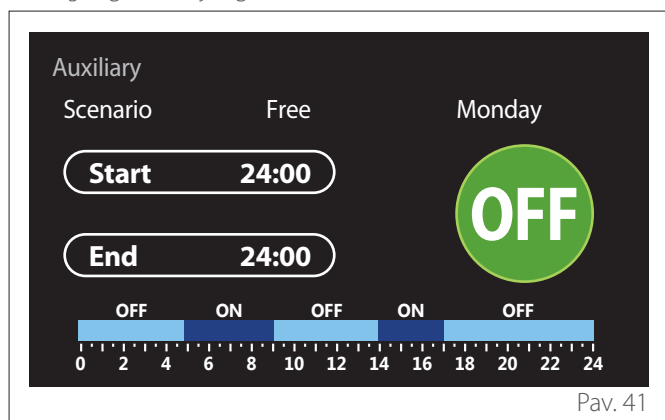 Auxiliary
Scenario Free Monday
Start 24:00
OFF
End 24:00
OFF ON OFF ON OFF
0 2 4 6 8 10 12 14 16 18 20 22 24
Pav. 41